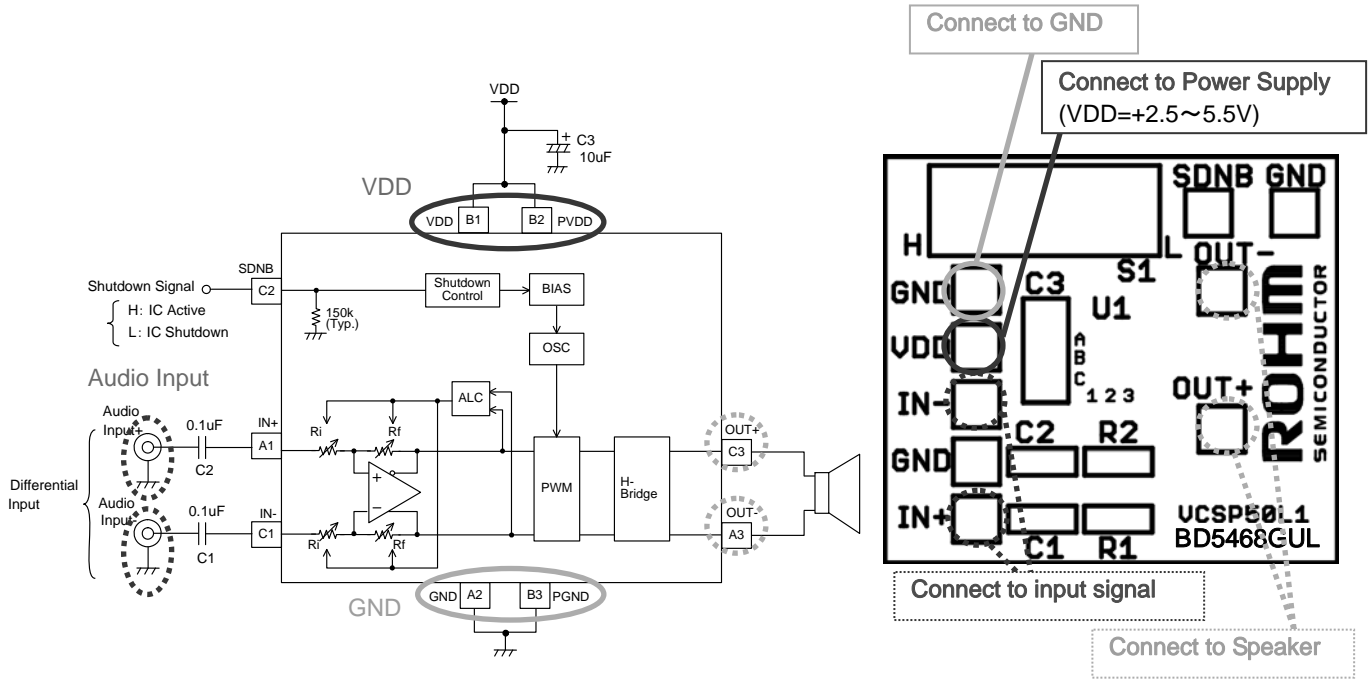 Connect to GND
Connect to Power Supply
(VDD=+2.5～5.5V)
VDD
+ C3
10uF
VDD
VDD B1 B2 PVDD
SDNB
Shutdown Signal C2
H: IC Active
L: IC Shutdown
150k
(Typ.)
Shutdown
Control
BIAS
OSC
Audio Input
Audio
Input+
0.1uF
C2
IN+
A1
Ri
Rf
ALC
+
−
Differential
Input
Audio
Input-
0.1uF
C1
IN-
C1
Ri
Rf
PWM
H-
Bridge
OUT+
C3
OUT-
A3
GND
GND A2 B3 PGND
SDNB GND
H L
S1
OUT-
GND
C3
U1
VDD
A
B
C
1 2 3
IN-
OUT+
GND
C2 R2
IN+
C1 R1
VCSP50L1
BD5468GUL
ROHM
SEMICONDUCTOR
Connect to input signal
Connect to Speaker